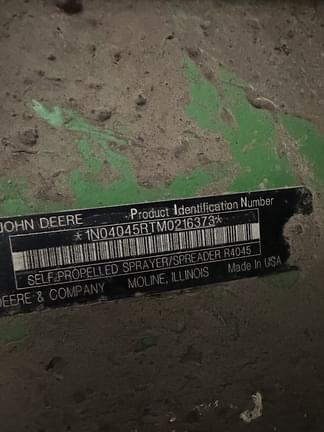 JOHN DEERE Product Identification Number
*1N04045RTM0216373*
SELF-PROPELLED SPRAYER/SPREADER R4045
DEERE & COMPANY MOLINE, ILLINOIS Made In USA